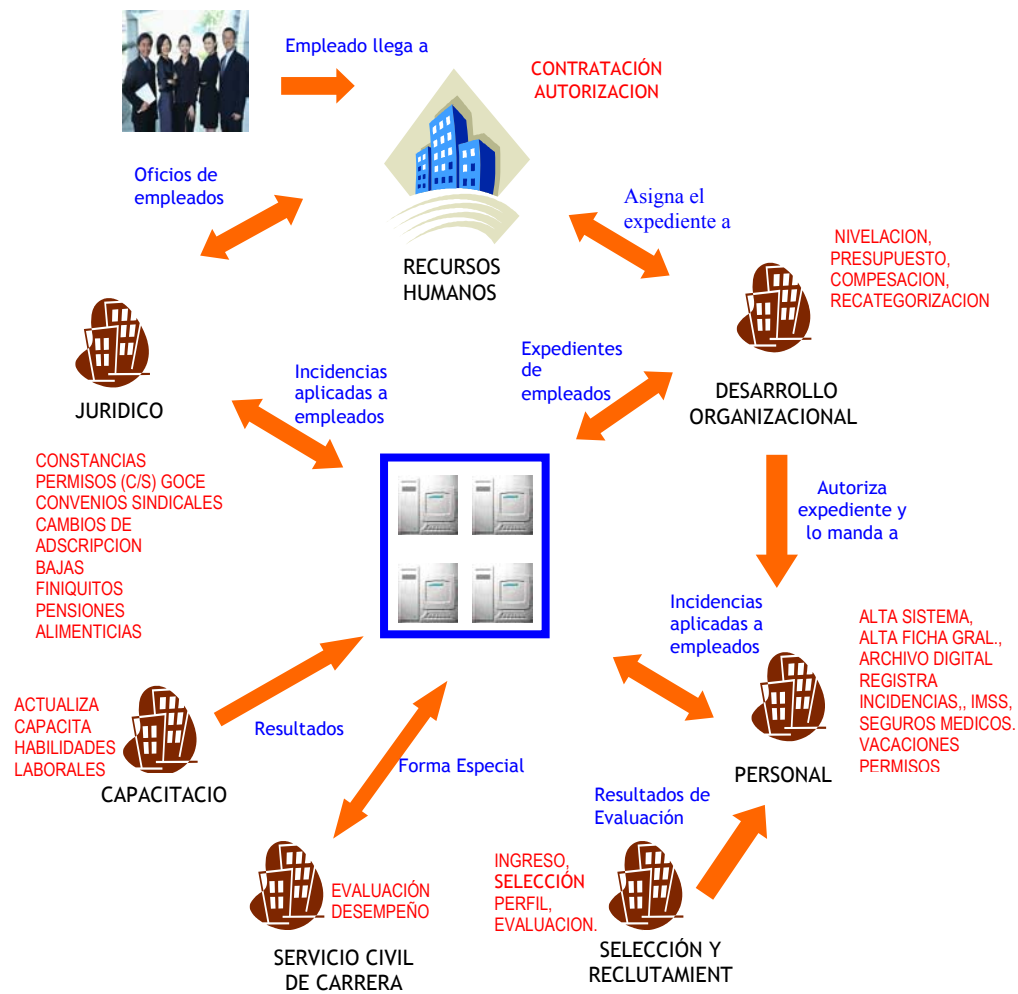 Empleado llega a
CONTRATACIÓN
AUTORIZACION
Oficios de
empleados
Asigna el
expediente a
RECURSOS
HUMANOS
NIVELACION,
PRESUPUESTO,
COMPESACION,
RECATEGORIZACION
JURIDICO
Incidencias
aplicadas a
empleados
Expedientes
de
empleados
DESARROLLO
ORGANIZACIONAL
CONSTANCIAS
PERMISOS (C/S) GOCE
CONVENIOS SINDICALES
CAMBIOS DE
ADSCRIPCION
BAJAS
FINIQUITOS
PENSIONES
ALIMENTICIAS
Autoriza
expediente y
lo manda a
Incidencias
aplicadas a
empleados
ALTA SISTEMA,
ALTA FICHA GRAL.,
ARCHIVO DIGITAL
REGISTRA
INCIDENCIAS,, IMSS,
SEGUROS MEDICOS.
VACACIONES
PERMISOS
PERSONAL
ACTUALIZA
CAPACITA
HABILIDADES
LABORALES
Resultados
CAPACITACIO
Forma Especial
Resultados de
Evaluación
EVALUACIÓN
DESEMPEÑO
SERVICIO CIVIL
DE CARRERA
INGRESO,
SELECCIÓN
PERFIL,
EVALUACION.
SELECCIÓN Y
RECLUTAMIENT